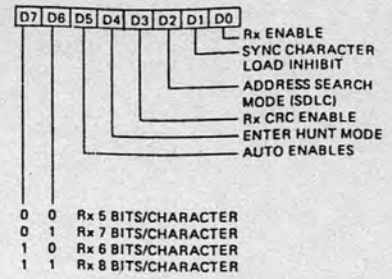 D7 D6 D5 D4 D3 D2 D1 D0
Rx ENABLE
SYNC CHARACTER
LOAD INHIBIT
ADDRESS SEARCH
MODE (SDLC)
Rx CRC ENABLE
ENTER HUNT MODE
AUTO ENABLES
0 0 Rx 5 BITS/CHARACTER
0 1 Rx 7 BITS/CHARACTER
1 0 Rx 6 BITS/CHARACTER
1 1 Rx 8 BITS/CHARACTER